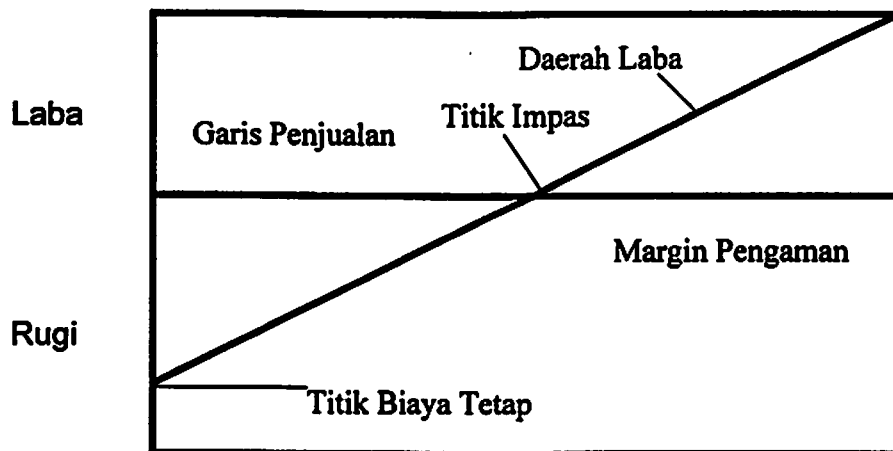 Daerah Laba
Laba
Titik Impas
Garis Penjualan
Margin Pengaman
Rugi
Titik Biaya Tetap